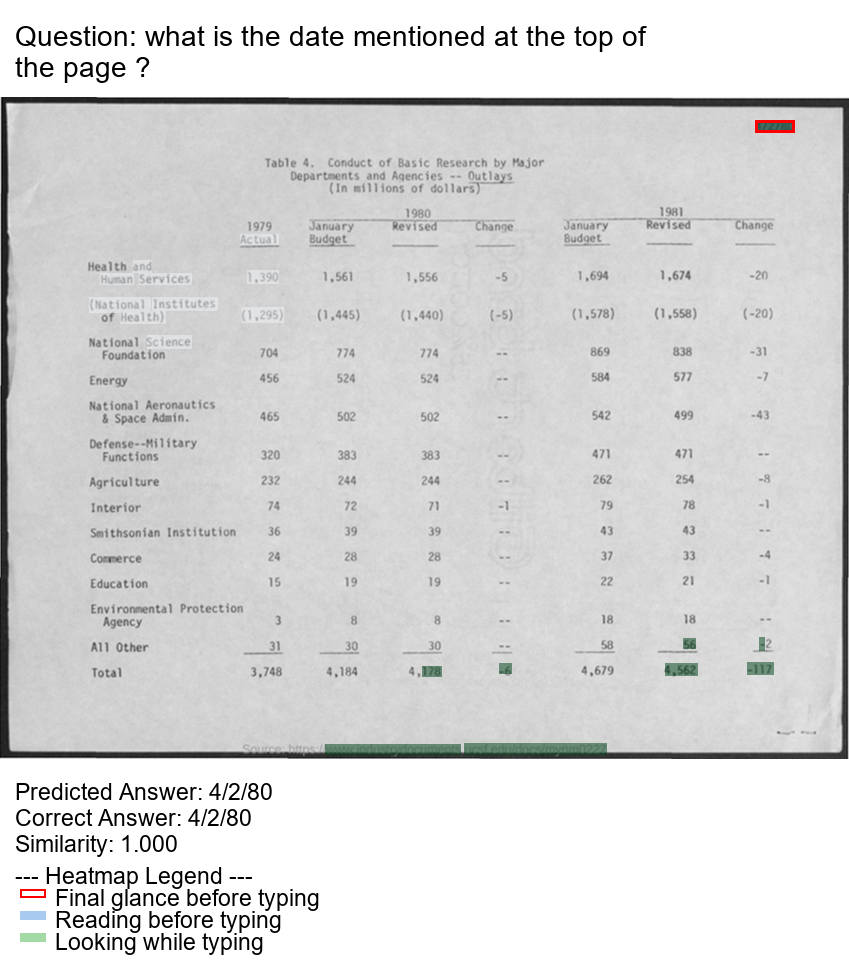 Question: what is the date mentioned at the top of
the page ?
Table 4. Conduct of Basic Research by Major
Departments and Agencies -- Outlays
(In millions of dollars)
1980 1981
1979 January Revised Change January Revised Change
Actual Budget Budget
Health and
Human Services 1,390 1,561 1,556 -5 1,694 1,674 -20
(National Institutes
of Health) (1,295) (1,445) (1,440) (-5) (1,578) (1,558) (-20)
National Science
Foundation 704 774 774 -- 869 838 -31
Energy 456 524 524 -- 584 577 -7
National Aeronautics
& Space Admin. 465 502 502 -- 542 499 -43
Defense--Military
Functions 320 383 383 -- 471 471 --
Agriculture 232 244 244 -- 262 254 -8
Interior 74 72 71 -1 79 78 -1
Smithsonian Institution 36 39 39 -- 43 43 --
Commerce 24 28 28 -- 37 33 -4
Education 15 19 19 -- 22 21 -1
Environmental Protection
Agency 3 8 8 -- 18 18 --
All Other 31 30 30 -- 58 56 -2
Total 3,748 4,184 4,178 -6 4,679 4,562 -117
Source: https://
Predicted Answer: 4/2/80
Correct Answer: 4/2/80
Similarity: 1.000
--- Heatmap Legend ---
Final glance before typing
Reading before typing
Looking while typing